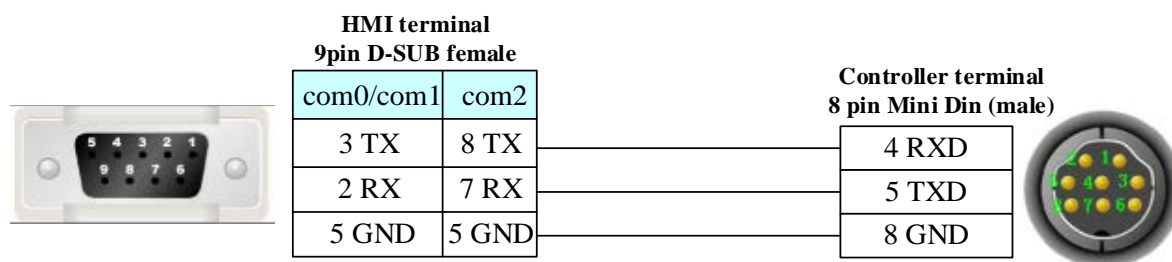 HMI terminal
9pin D-SUB female
com0/com1 com2
3 TX 8 TX
2 RX 7 RX
5 GND 5 GND
Controller terminal
8 pin Mini Din (male)
4 RXD
5 TXD
8 GND
5 4 3 2 1
9 8 7 6
2 1
4 3
7 6